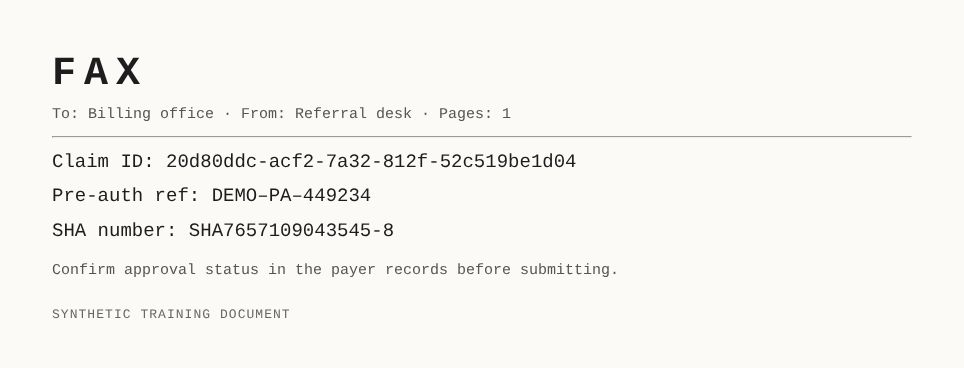 FAX
To: Billing office · From: Referral desk · Pages: 1
Claim ID: 20d80ddc-acf2-7a32-812f-52c519be1d04
Pre-auth ref: DEMO–PA–449234
SHA number: SHA7657109043545-8
Confirm approval status in the payer records before submitting.
SYNTHETIC TRAINING DOCUMENT